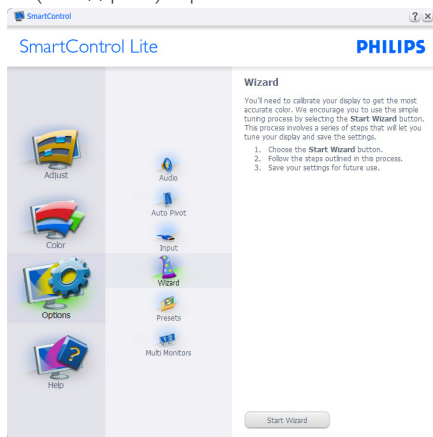 SmartControl
? X
SmartControl Lite
PHILIPS
Adjust
Color
Options
Help
Audio
Auto Pivot
Input
Wizard
Presets
Multi Monitors
Wizard
You'll need to calibrate your display to get the most
accurate color. We encourage you to use the simple
tuning process by selecting the Start Wizard button.
This process involves a series of steps that will let you
tune your display and save the settings.
1. Choose the Start Wizard button.
2. Follow the steps outlined in this process.
3. Save your settings for future use.
Start Wizard